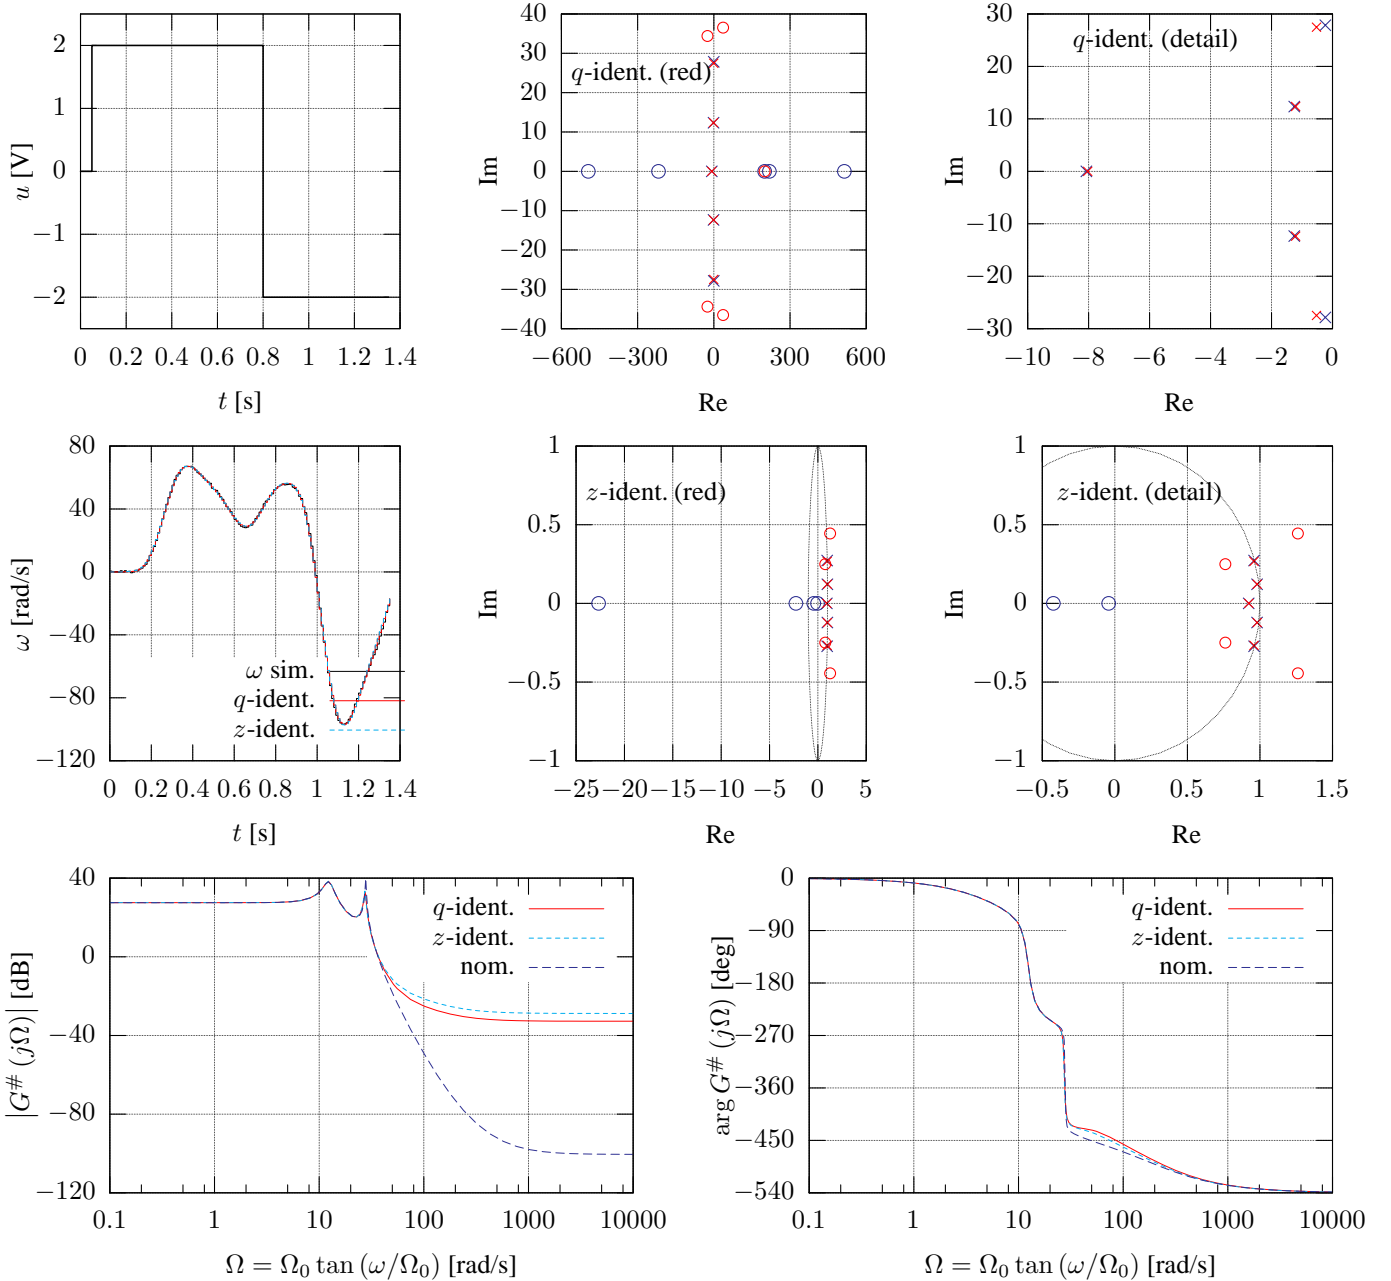 2
1
0
−1
−2
u [V]
0 0.2 0.4 0.6 0.8 1 1.2 1.4
t [s]
40
30
20
10
0
−10
−20
−30
−40
Im
q-ident. (red)
−600 −300 0 300 600
Re
30
20
10
0
−10
−20
−30
Im
q-ident. (detail)
−10 −8 −6 −4 −2 0
Re
80
40
0
−40
−80
−120
ω [rad/s]
ω sim.
q-ident.
z-ident.
0 0.2 0.4 0.6 0.8 1 1.2 1.4
t [s]
1
0.5
0
−0.5
−1
Im
z-ident. (red)
−25 −20 −15 −10 −5 0 5
Re
1
0.5
0
−0.5
−1
Im
z-ident. (detail)
−0.5 0 0.5 1 1.5
Re
40
0
−40
−80
−120
|G# (jΩ)| [dB]
q-ident.
z-ident.
nom.
0.1 1 10 100 1000 10000
Ω = Ω0 tan (ω/Ω0) [rad/s]
0
−90
−180
−270
−360
−450
−540
arg G# (jΩ) [deg]
q-ident.
z-ident.
nom.
0.1 1 10 100 1000 10000
Ω = Ω0 tan (ω/Ω0) [rad/s]